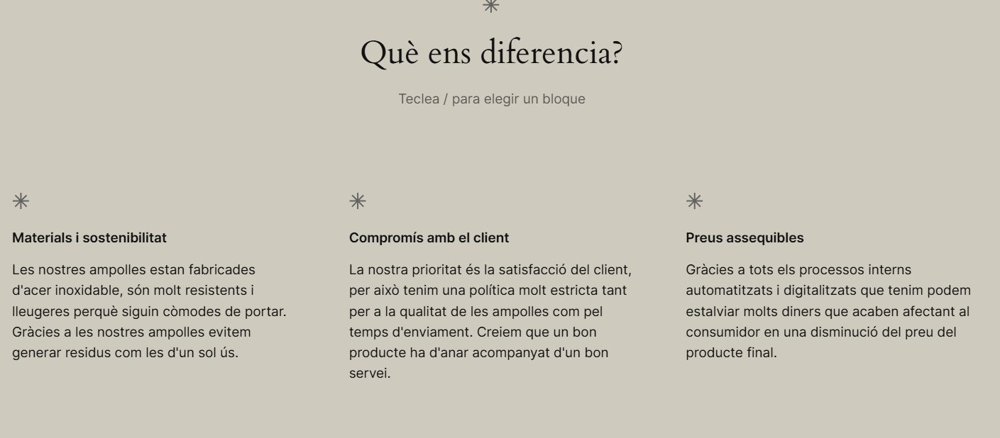 Què ens diferencia?
Teclea / para elegir un bloque
Materials i sostenibilitat
Les nostres ampolles estan fabricades
d'acer inoxidable, són molt resistents i
lleugeres perquè siguin còmodes de portar.
Gràcies a les nostres ampolles evitem
generar residus com les d'un sol ús.
Compromís amb el client
La nostra prioritat és la satisfacció del client,
per això tenim una política molt estricta tant
per a la qualitat de les ampolles com pel
temps d'enviament. Creiem que un bon
producte ha d'anar acompanyat d'un bon
servei.
Preus assequibles
Gràcies a tots els processos interns
automatitzats i digitalitzats que tenim podem
estalviar molts diners que acaben afectant al
consumidor en una disminució del preu del
producte final.